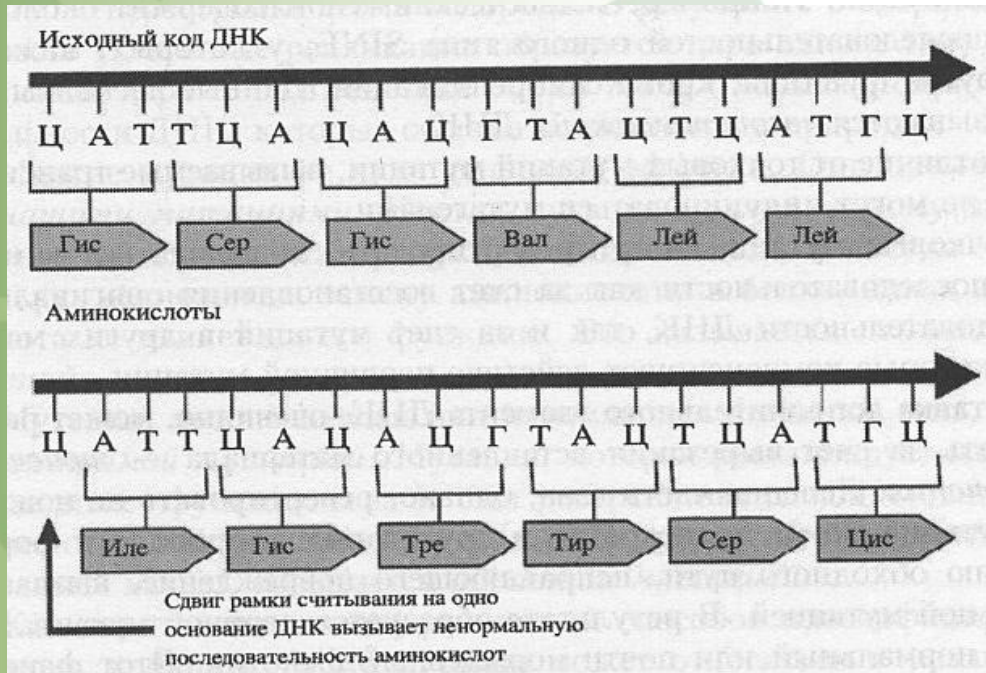 Исходный код ДНК
Ц А Т Т Ц А Ц А Ц Г Т А Ц Т Ц А Т Г Ц
Гис Сер Гис Вал Лей Лей
Аминокислоты
Ц А Т Т Ц А Ц А Ц Г Т А Ц Т Ц А Т Г Ц
Иле Гис Тре Тир Сер Цис
Сдвиг рамки считывания на одно
основание ДНК вызывает ненормальную
последовательность аминокислот